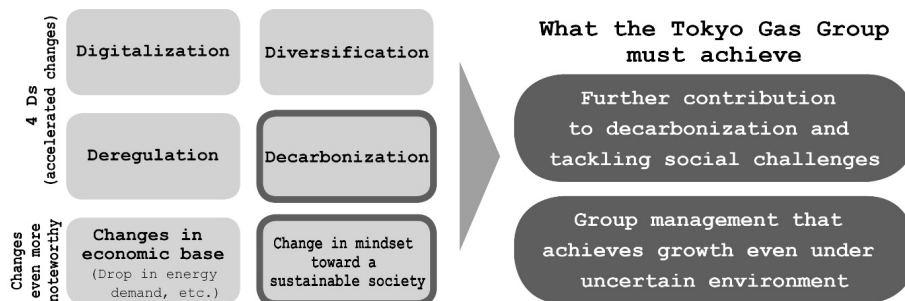 4 Ds
(accelerated changes)
Digitalization
Diversification
Deregulation
Decarbonization
Changes
even more
noteworthy
Changes in
economic base
(Drop in energy
demand, etc.)
Change in mindset
toward a
sustainable society
What the Tokyo Gas Group
must achieve
Further contribution
to decarbonization and
tackling social challenges
Group management that
achieves growth even under
uncertain environment